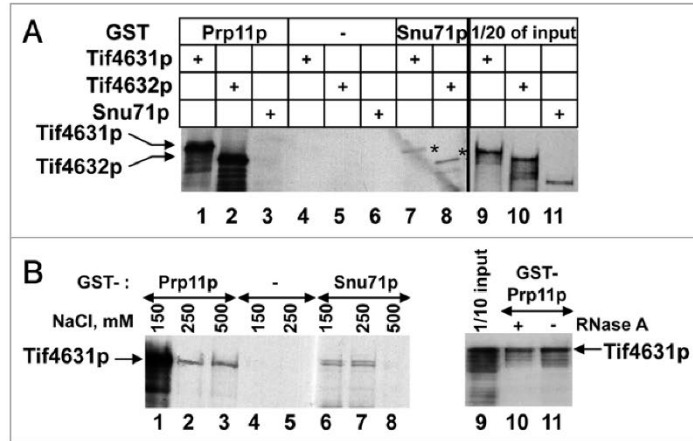 A
GST Prp11p - Snu71p 1/20 of input
Tif4631p + + + +
Tif4632p + + + +
Snu71p + + +
Tif4631p
Tif4632p
* *
1 2 3 4 5 6 7 8 9 10 11
B
GST- : Prp11p - Snu71p
NaCl, mM 150 250 500 150 250 150 250 500
Tif4631p
1 2 3 4 5 6 7 8
1/10 input
GST-
Prp11p
+ - RNase A
Tif4631p
9 10 11